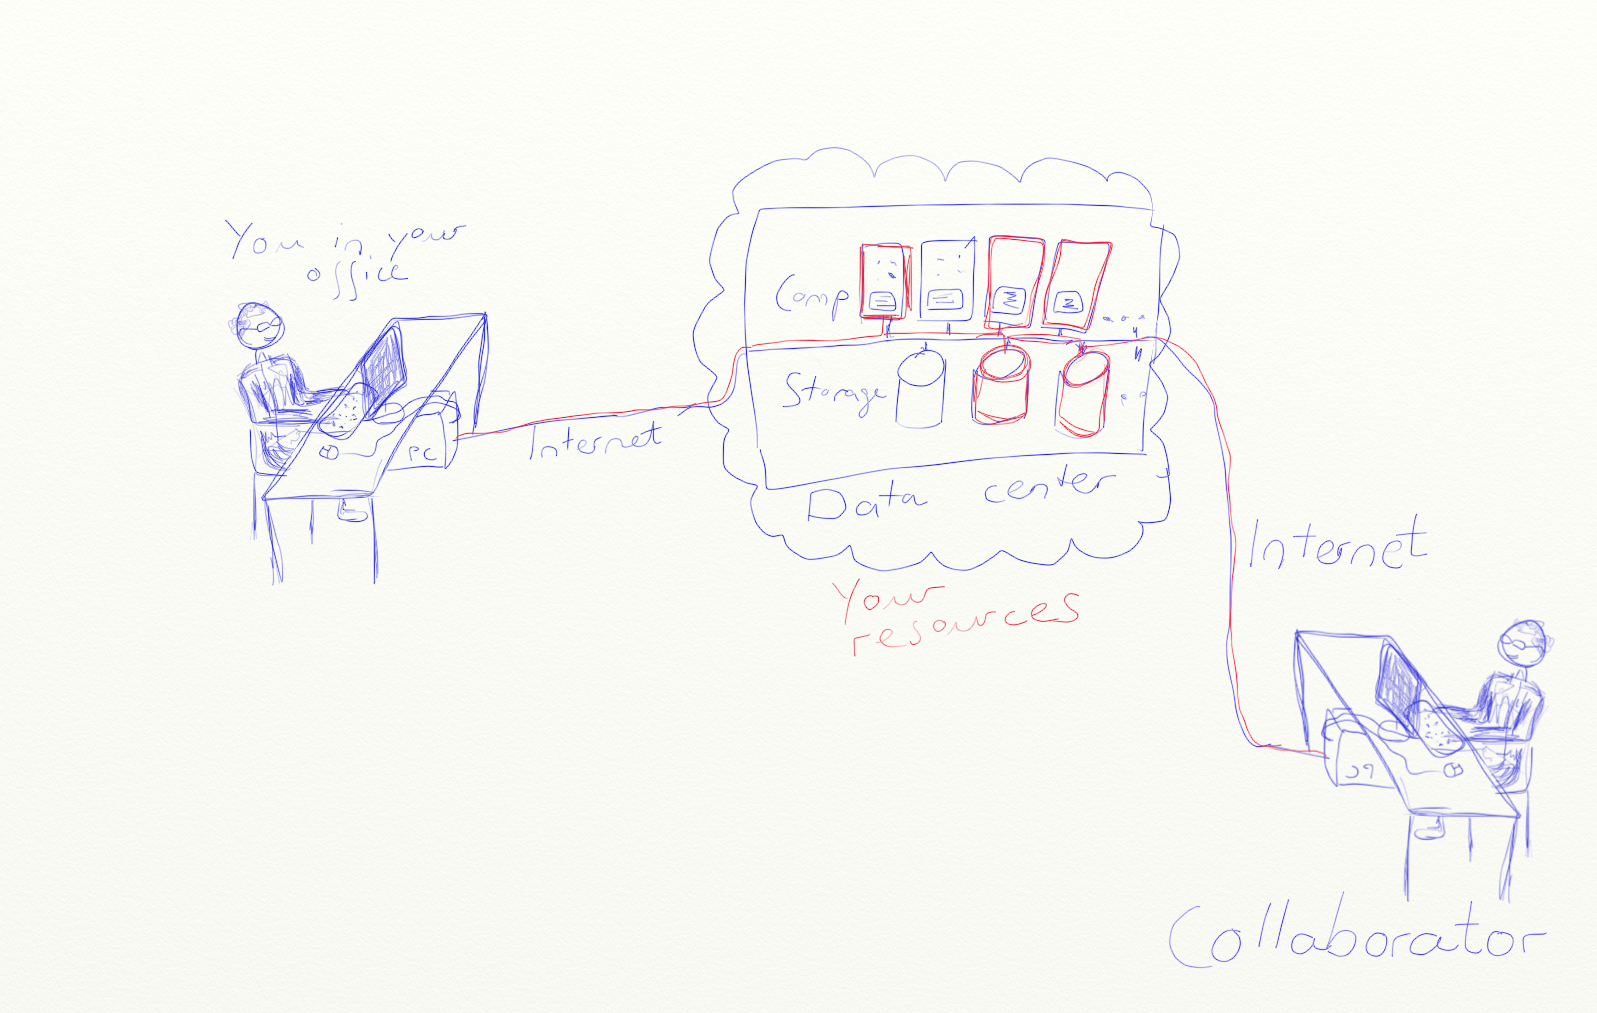 You in your
office
PC
Internet
Comp
Storage
Data center
Your
resources
Internet
PC
Collaborator